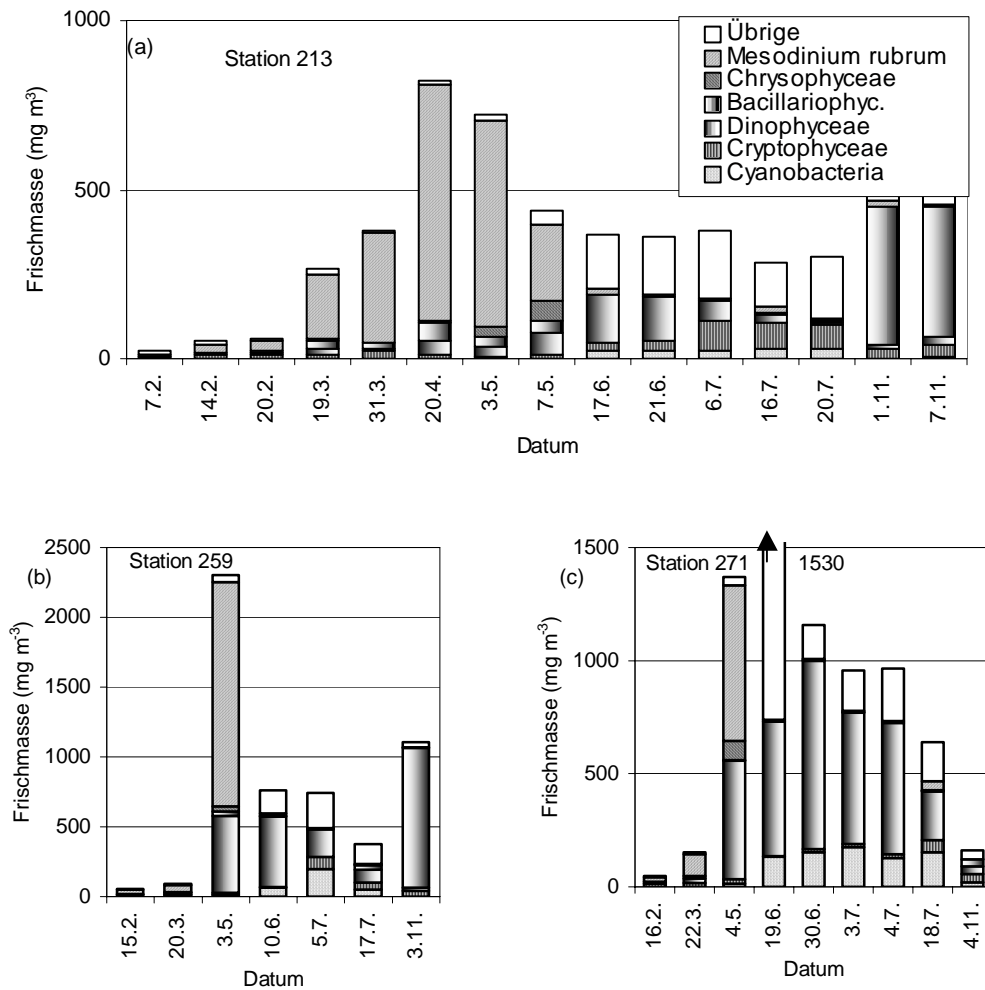 (a)
Station 213
Frischmasse (mg m³)
1000
500
0
Übrige
Mesodinium rubrum
Chrysophyceae
Bacillariophyc.
Dinophyceae
Cryptophyceae
Cyanobacteria
7.2. 14.2. 20.2. 19.3. 31.3. 20.4. 3.5. 7.5. 17.6. 21.6. 6.7. 16.7. 20.7. 1.11. 7.11.
Datum
(b)
Station 259
Frischmasse (mg m⁻³)
2500
2000
1500
1000
500
0
15.2. 20.3. 3.5. 10.6. 5.7. 17.7. 3.11.
Datum
(c)
Station 271
1530
Frischmasse (mg m⁻³)
1500
1000
500
0
16.2. 22.3. 4.5. 19.6. 30.6. 3.7. 4.7. 18.7. 4.11.
Datum